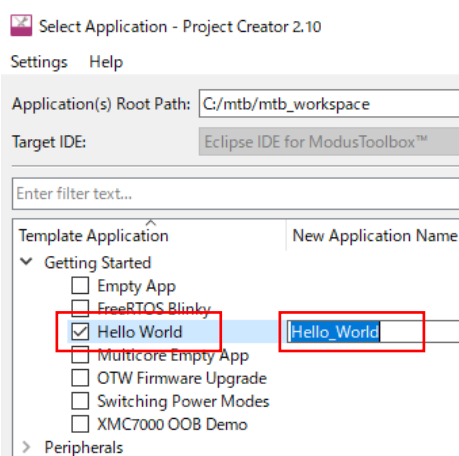 Select Application - Project Creator 2.10
Settings Help
Application(s) Root Path: C:/mtb/mtb_workspace
Target IDE: Eclipse IDE for ModusToolbox™
Enter filter text...
Template Application New Application Name
Getting Started
Empty App
FreeRTOS Blinky
Hello World Hello_World
Multicore Empty App
OTW Firmware Upgrade
Switching Power Modes
XMC7000 OOB Demo
Peripherals